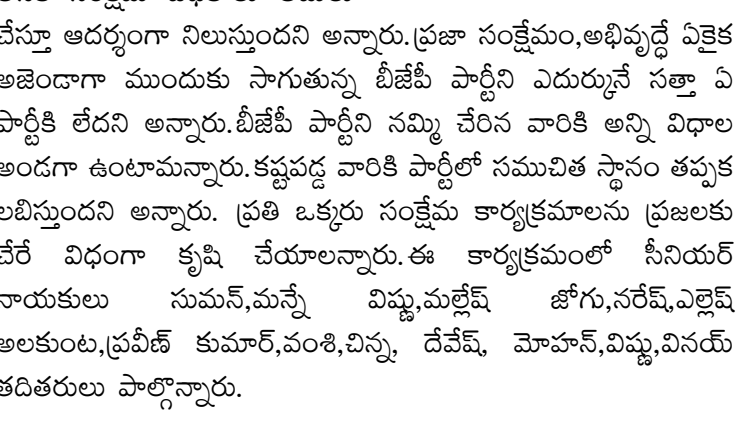 చేస్తూ ఆదర్శంగా నిలుస్తుందని అన్నారు.ప్రజా సంక్షేమం,అభివృద్ధే ఏకైక
అజెండాగా ముందుకు సాగుతున్న బీజేపీ పార్టీని ఎదుర్కునే సత్తా ఏ
పార్టీకి లేదని అన్నారు.బీజేపీ పార్టీని నమ్మి చేరిన వారికి అన్ని విధాల
అండగా ఉంటామన్నారు.కష్టపడ్డ వారికి పార్టీలో సముచిత స్థానం తప్పక
లబిస్తుందని అన్నారు. ప్రతి ఒక్కరు సంక్షేమ కార్యక్రమాలను ప్రజలకు
చేరే విధంగా కృషి చేయాలన్నారు.ఈ కార్యక్రమంలో సీనియర్
నాయకులు సుమన్,మన్నే విష్ణు,మల్లేష్ జోగు,నరేష్,ఎల్లెష్
అలకుంట,ప్రవీణ్ కుమార్,వంశి,చిన్న, దేవేష్, మోహన్,విష్ణు,వినయ్
తదితరులు పాల్గొన్నారు.